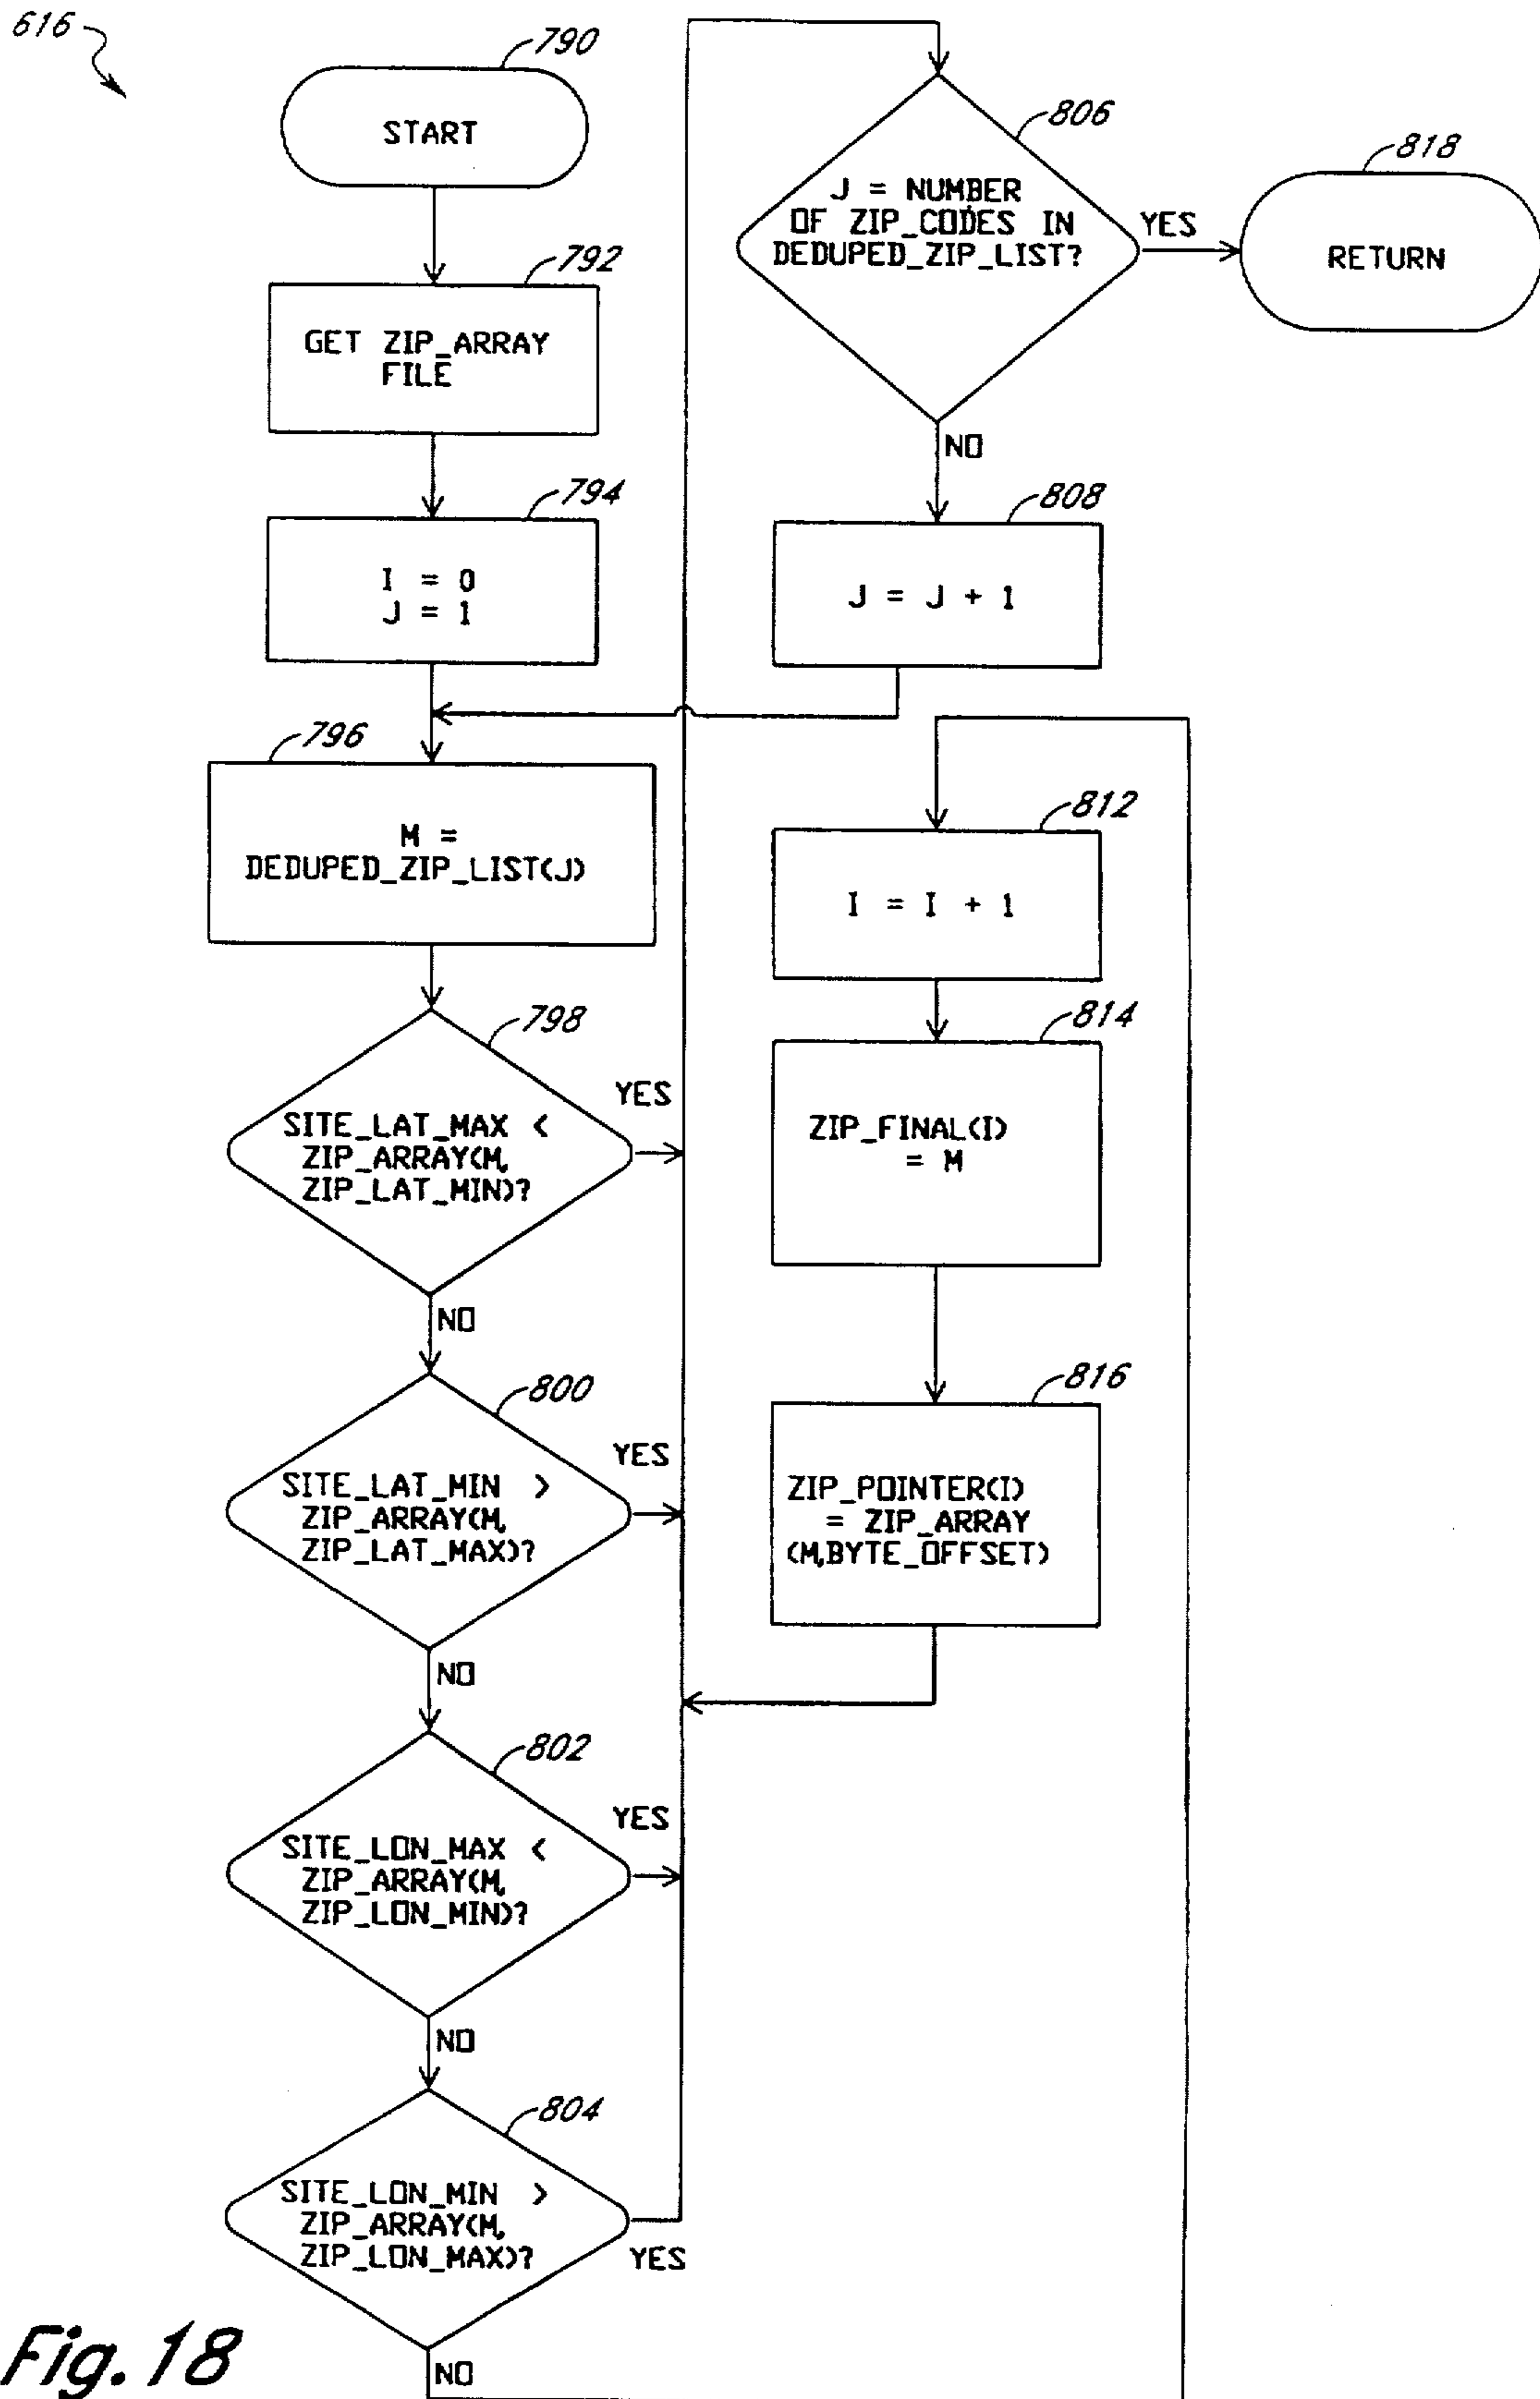 616
790
START
792
GET ZIP_ARRAY
FILE
794
I = 0
J = 1
796
M =
DEDUPED_ZIP_LIST(J)
798
SITE_LAT_MAX <
ZIP_ARRAY(M,
ZIP_LAT_MIN)?
YES
NO
800
SITE_LAT_MIN >
ZIP_ARRAY(M,
ZIP_LAT_MAX)?
YES
NO
802
SITE_LON_MAX <
ZIP_ARRAY(M,
ZIP_LON_MIN)?
YES
NO
804
SITE_LON_MIN >
ZIP_ARRAY(M,
ZIP_LON_MAX)?
YES
NO
806
J = NUMBER
OF ZIP_CODES IN
DEDUPED_ZIP_LIST?
YES
NO
818
RETURN
808
J = J + 1
812
I = I + 1
814
ZIP_FINAL(I)
= M
816
ZIP_POINTER(I)
= ZIP_ARRAY
(M,BYTE_OFFSET)
Fig. 18